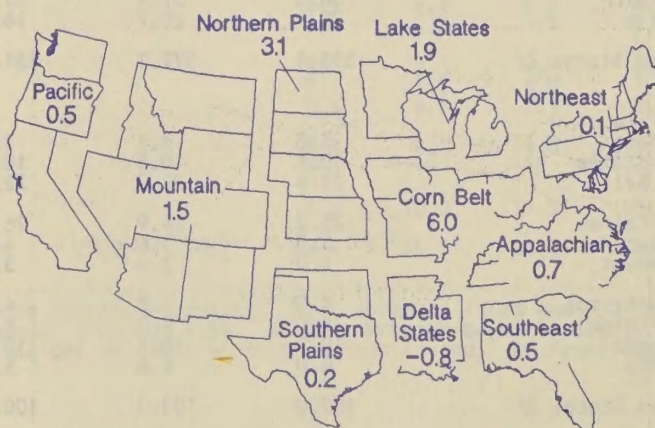 Northern Plains
3.1
Lake States
1.9
Pacific
0.5
Northeast
0.1
Mountain
1.5
Corn Belt
6.0
Appalachian
0.7
Southern
Plains
0.2
Delta
States
-0.8
Southeast
0.5